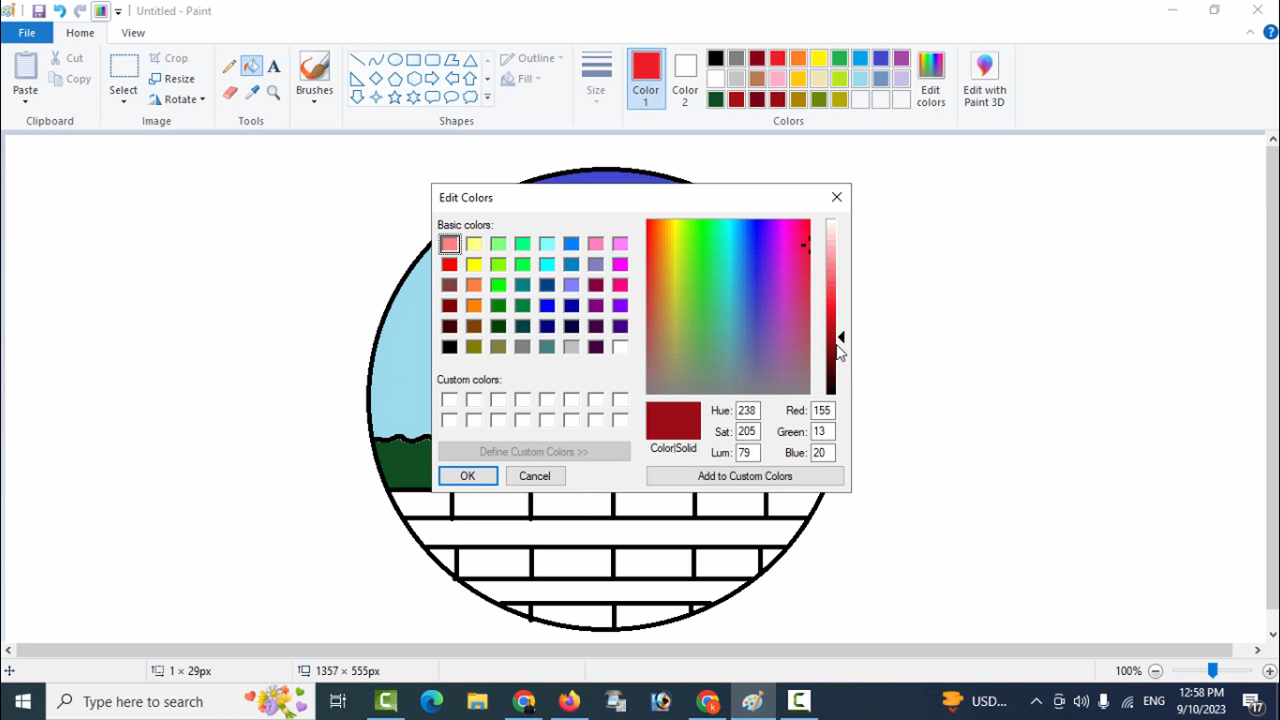 Untitled - Paint
File Home View
Paste
Cut
Copy
Clipboard
Select
Crop
Resize
Rotate
Image
A
Tools
Brushes
Outline
Fill
Shapes
Size
Color 1
Color 2
Edit colors
Colors
Edit with Paint 3D
Edit Colors
Basic colors:
Custom colors:
Define Custom Colors >>
OK Cancel
Color|Solid
Hue: 238 Red: 155
Sat: 205 Green: 13
Lum: 79 Blue: 20
Add to Custom Colors
1 × 29px 1357 × 555px 100%
Type here to search
USD...
ENG
12:58 PM
9/10/2023
17